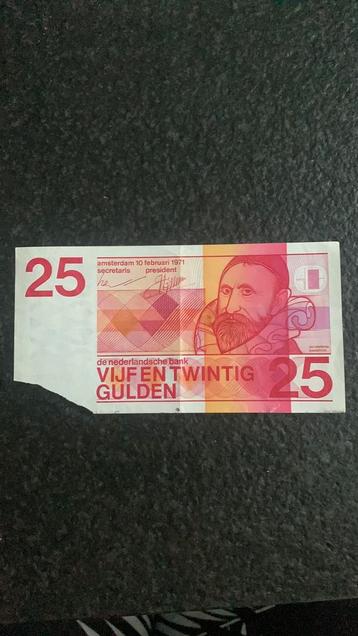 25
amsterdam 10 februari 1971
secretaris president
de nederlandsche bank
VIJF EN TWINTIG
GULDEN
25